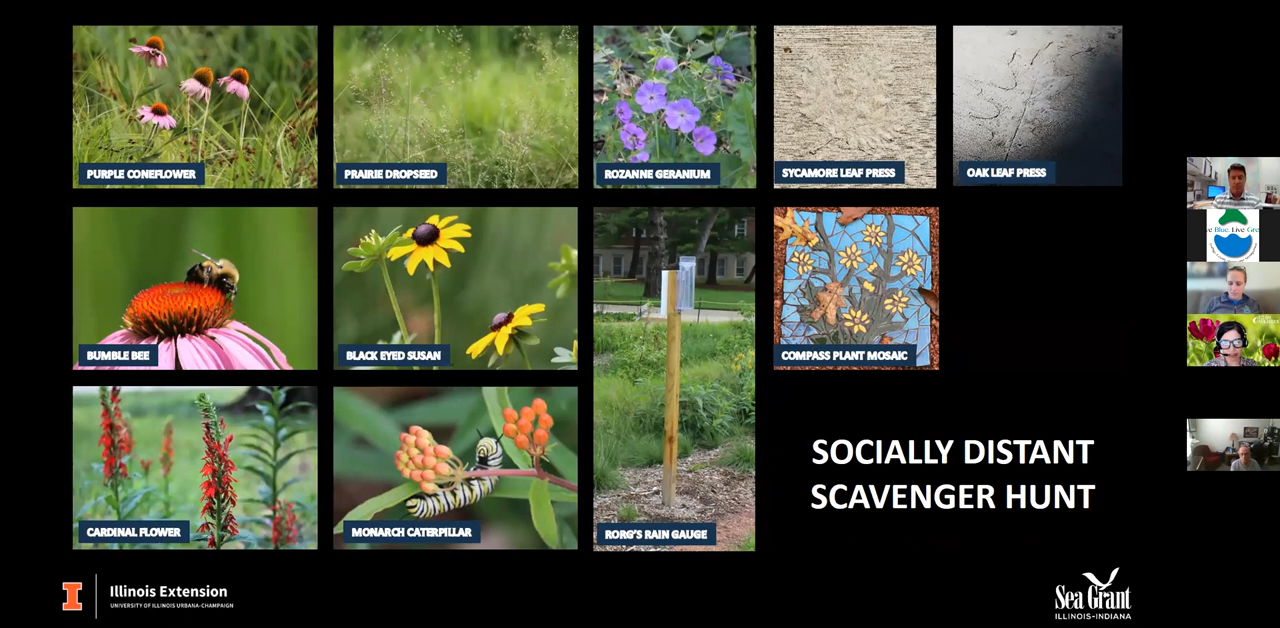 PURPLE CONEFLOWER
PRAIRIE DROPSEED
ROZANNE GERANIUM
SYCAMORE LEAF PRESS
OAK LEAF PRESS
BUMBLE BEE
BLACK EYED SUSAN
COMPASS PLANT MOSAIC
CARDINAL FLOWER
MONARCH CATERPILLAR
RORG'S RAIN GAUGE
SOCIALLY DISTANT
SCAVENGER HUNT
I
Illinois Extension
UNIVERSITY OF ILLINOIS URBANA-CHAMPAIGN
Sea Grant
ILLINOIS-INDIANA
Blue. Live